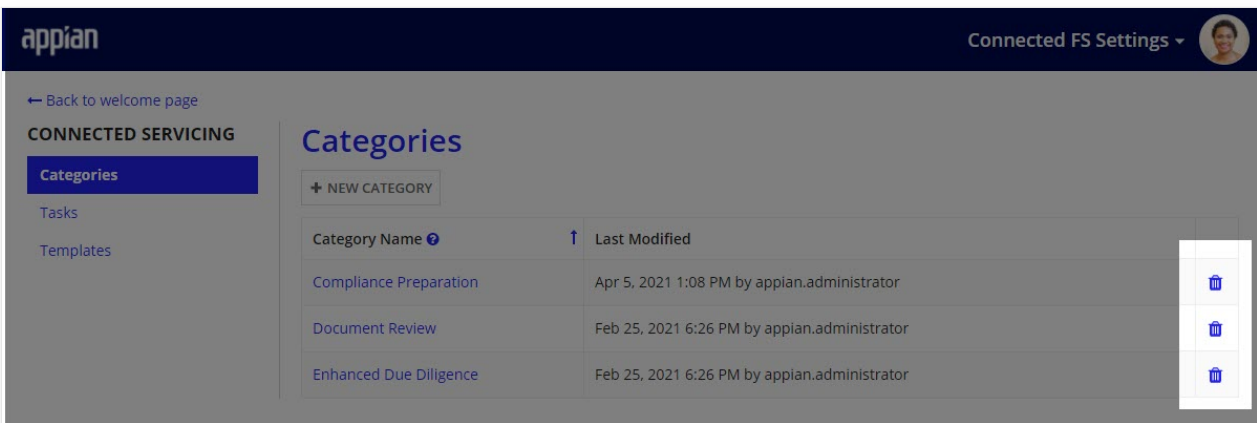 appian
Connected FS Settings
Back to welcome page
CONNECTED SERVICING
Categories
Tasks
Templates
Categories
+ NEW CATEGORY
Category Name Last Modified
Compliance Preparation Apr 5, 2021 1:08 PM by appian.administrator
Document Review Feb 25, 2021 6:26 PM by appian.administrator
Enhanced Due Diligence Feb 25, 2021 6:26 PM by appian.administrator